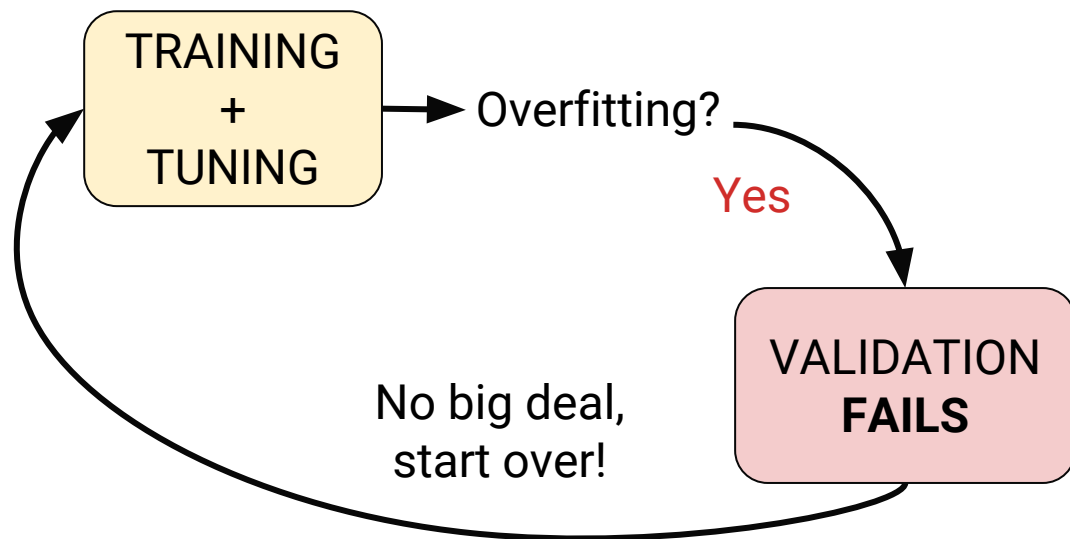 TRAINING
+
TUNING
Overfitting?
Yes
VALIDATION
FAILS
No big deal,
start over!